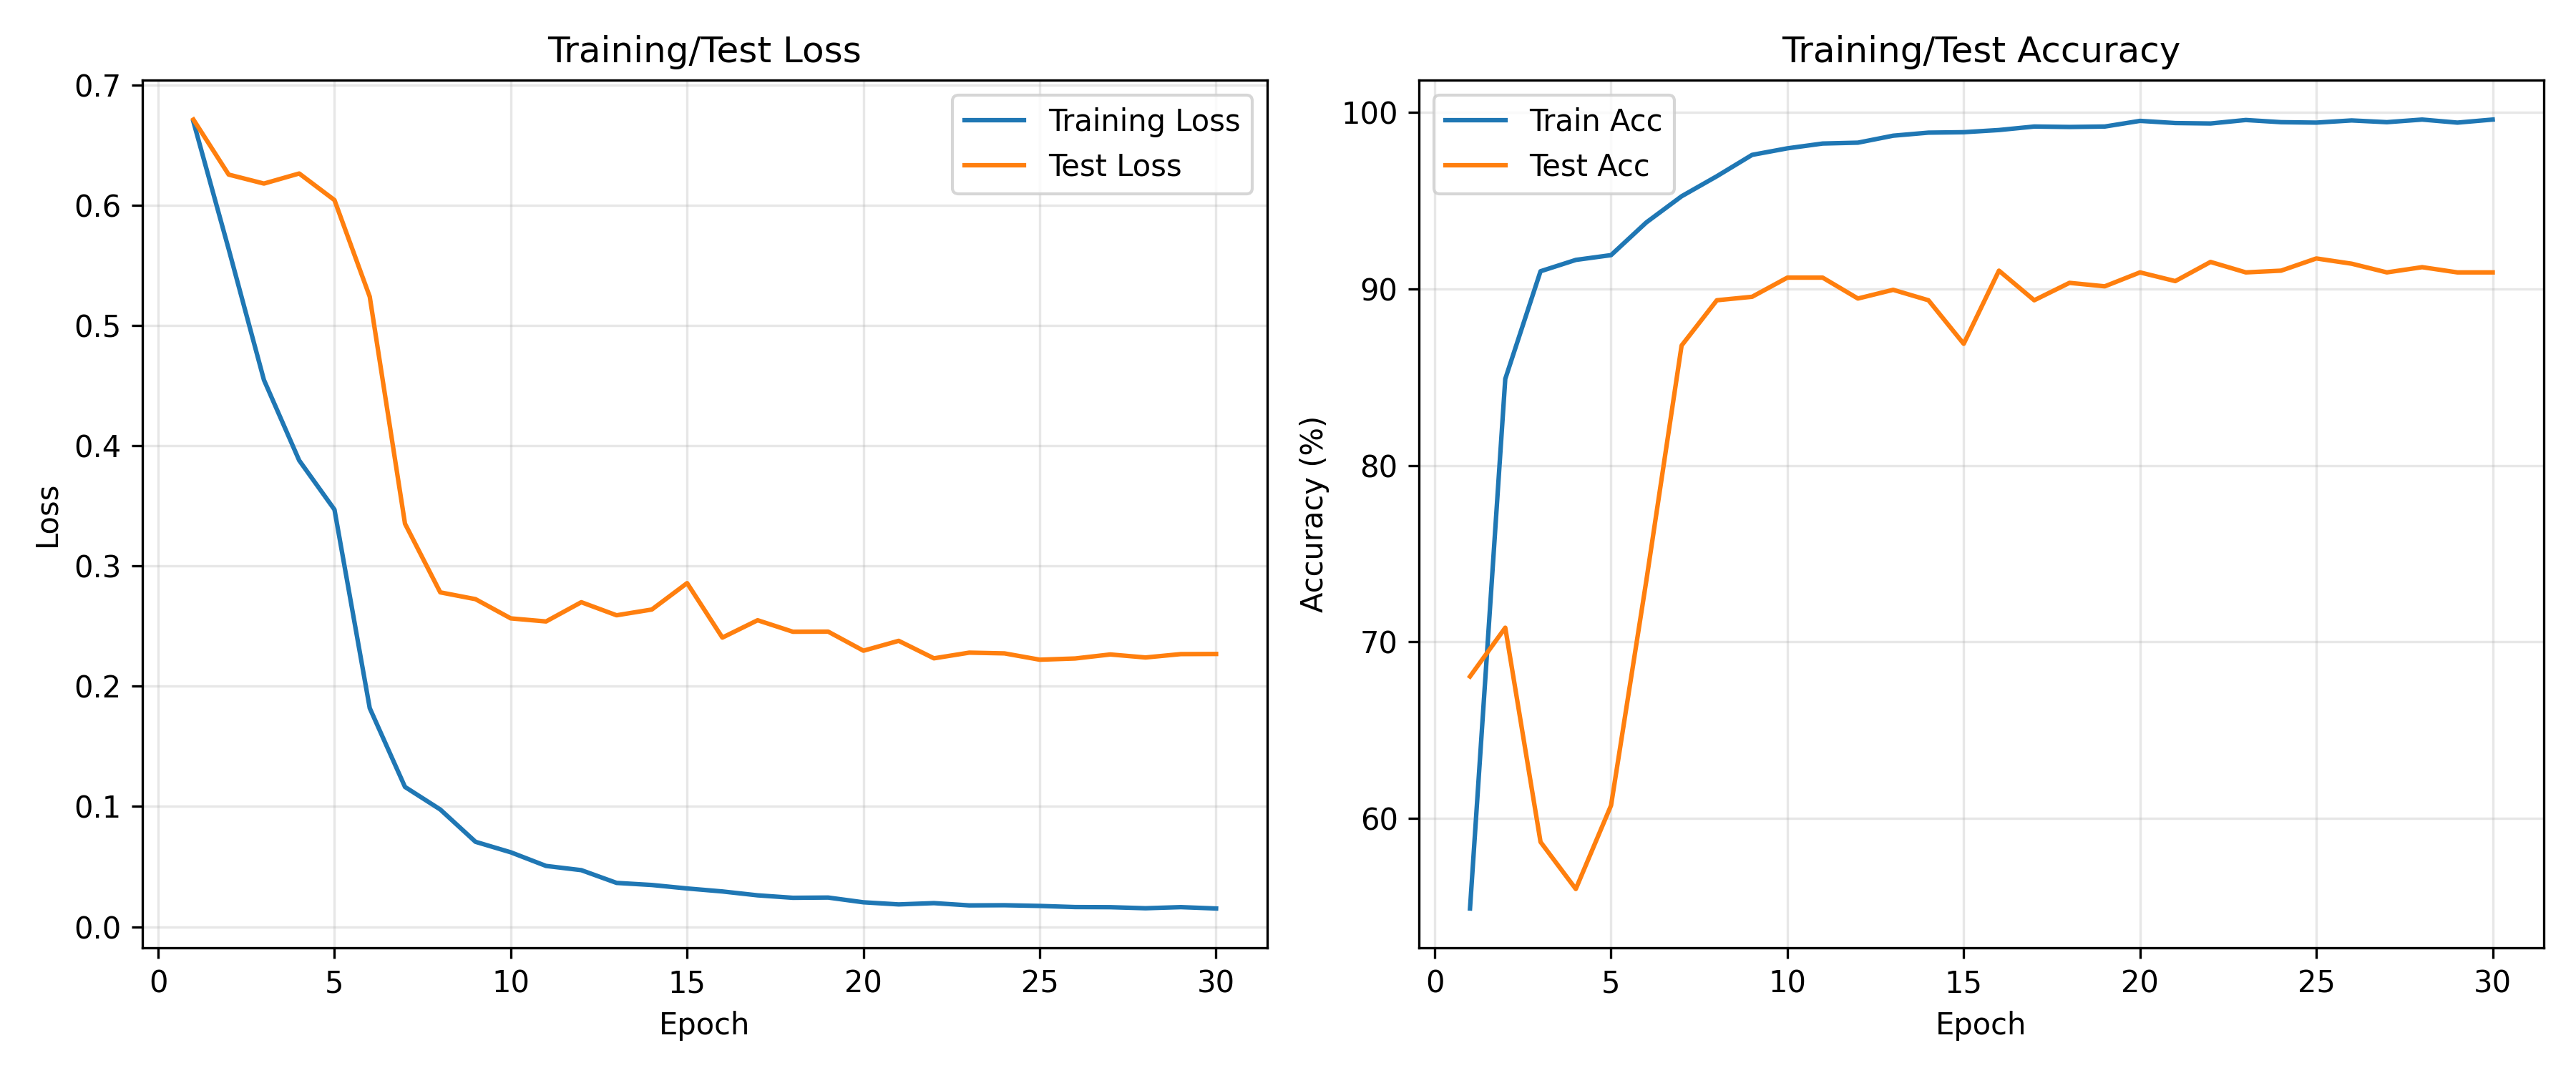 Training/Test Loss
0.7
0.6
0.5
0.4
0.3
0.2
0.1
0.0
Loss
0 5 10 15 20 25 30
Epoch
Training Loss
Test Loss
Training/Test Accuracy
100
90
80
70
60
Accuracy (%)
0 5 10 15 20 25 30
Epoch
Train Acc
Test Acc